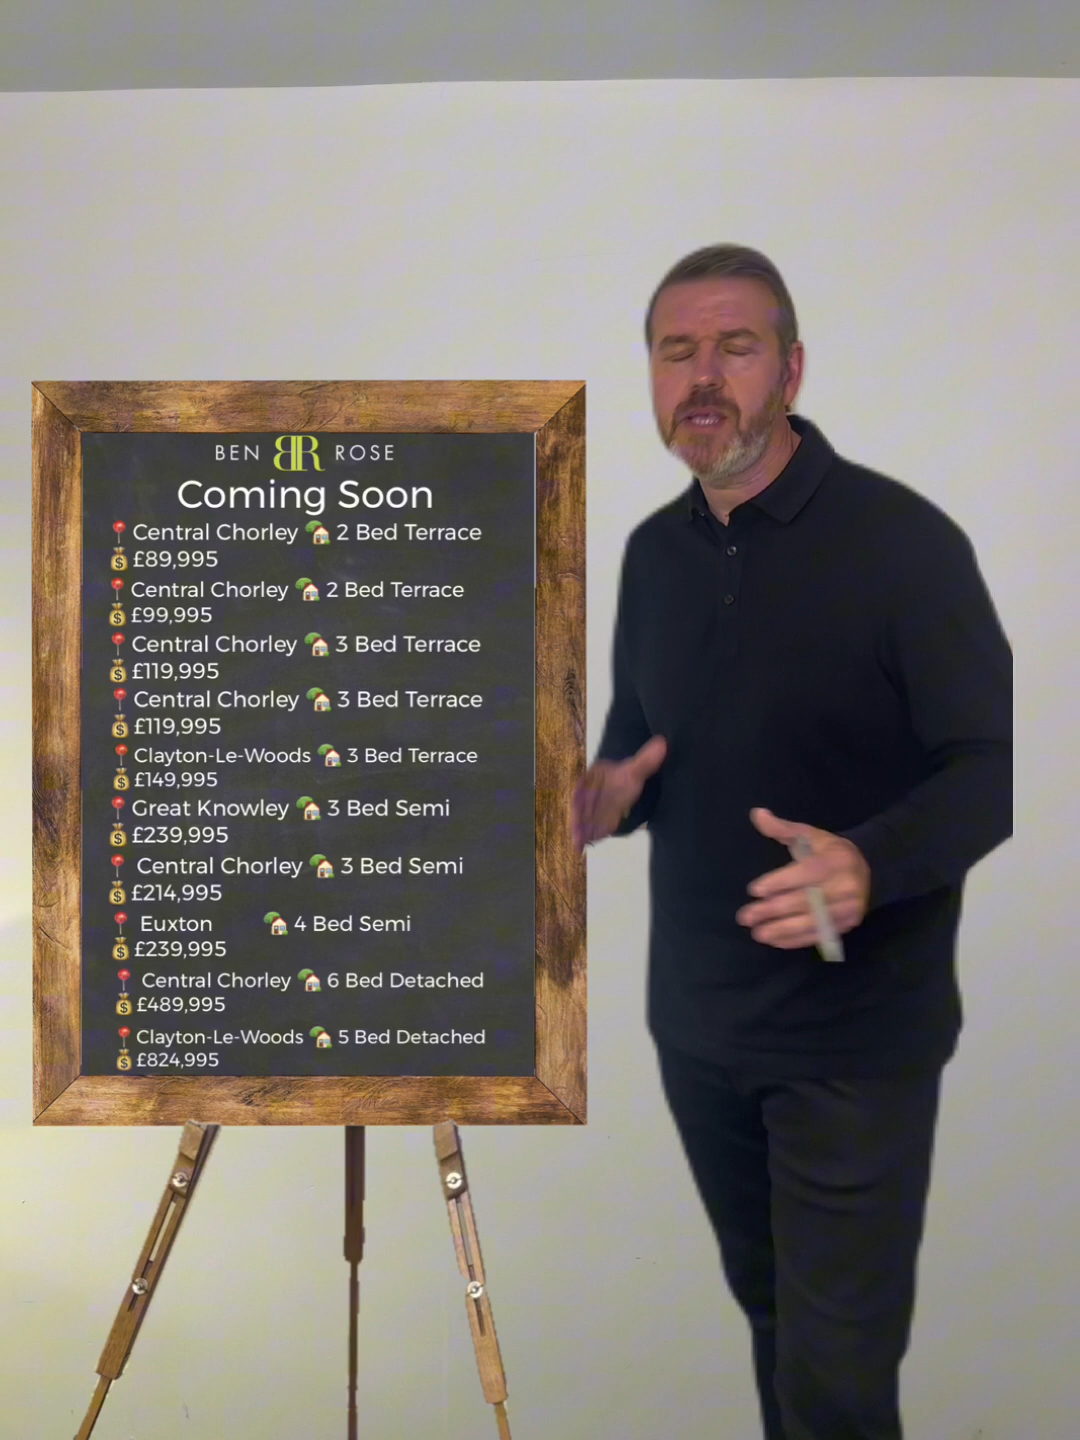 BEN BR ROSE
Coming Soon
Central Chorley 2 Bed Terrace
£89,995
Central Chorley 2 Bed Terrace
£99,995
Central Chorley 3 Bed Terrace
£119,995
Central Chorley 3 Bed Terrace
£119,995
Clayton-Le-Woods 3 Bed Terrace
£149,995
Great Knowley 3 Bed Semi
£239,995
Central Chorley 3 Bed Semi
£214,995
Euxton 4 Bed Semi
£239,995
Central Chorley 6 Bed Detached
£489,995
Clayton-Le-Woods 5 Bed Detached
£824,995